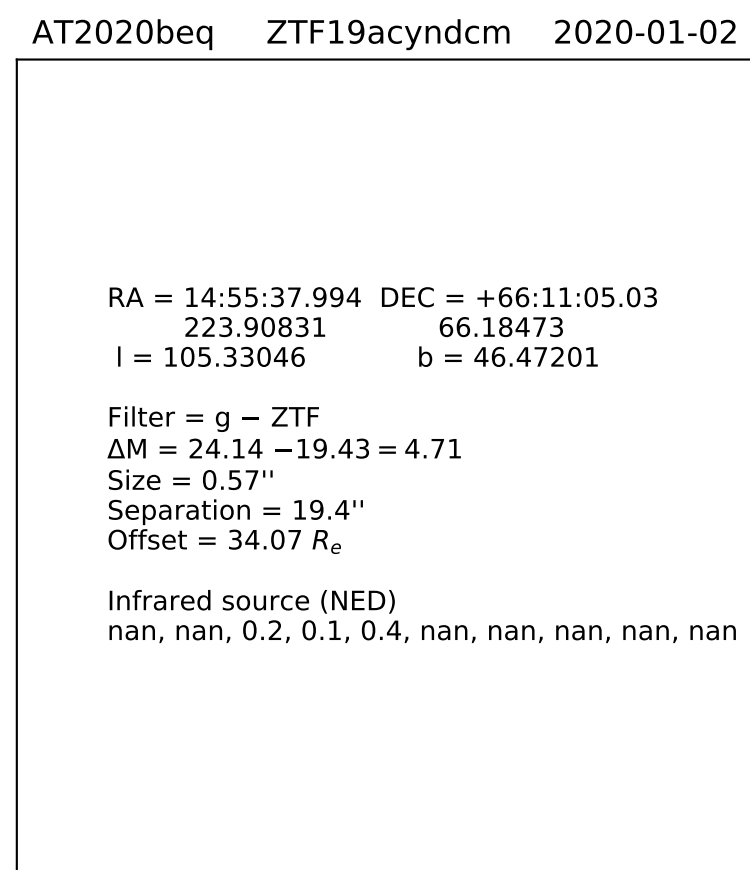 AT2020beq ZTF19acyndcm 2020-01-02
RA = 14:55:37.994 DEC = +66:11:05.03
223.90831 66.18473
l = 105.33046 b = 46.47201
Filter = g − ZTF
ΔM = 24.14 −19.43 = 4.71
Size = 0.57''
Separation = 19.4''
Offset = 34.07 Re
Infrared source (NED)
nan, nan, 0.2, 0.1, 0.4, nan, nan, nan, nan, nan